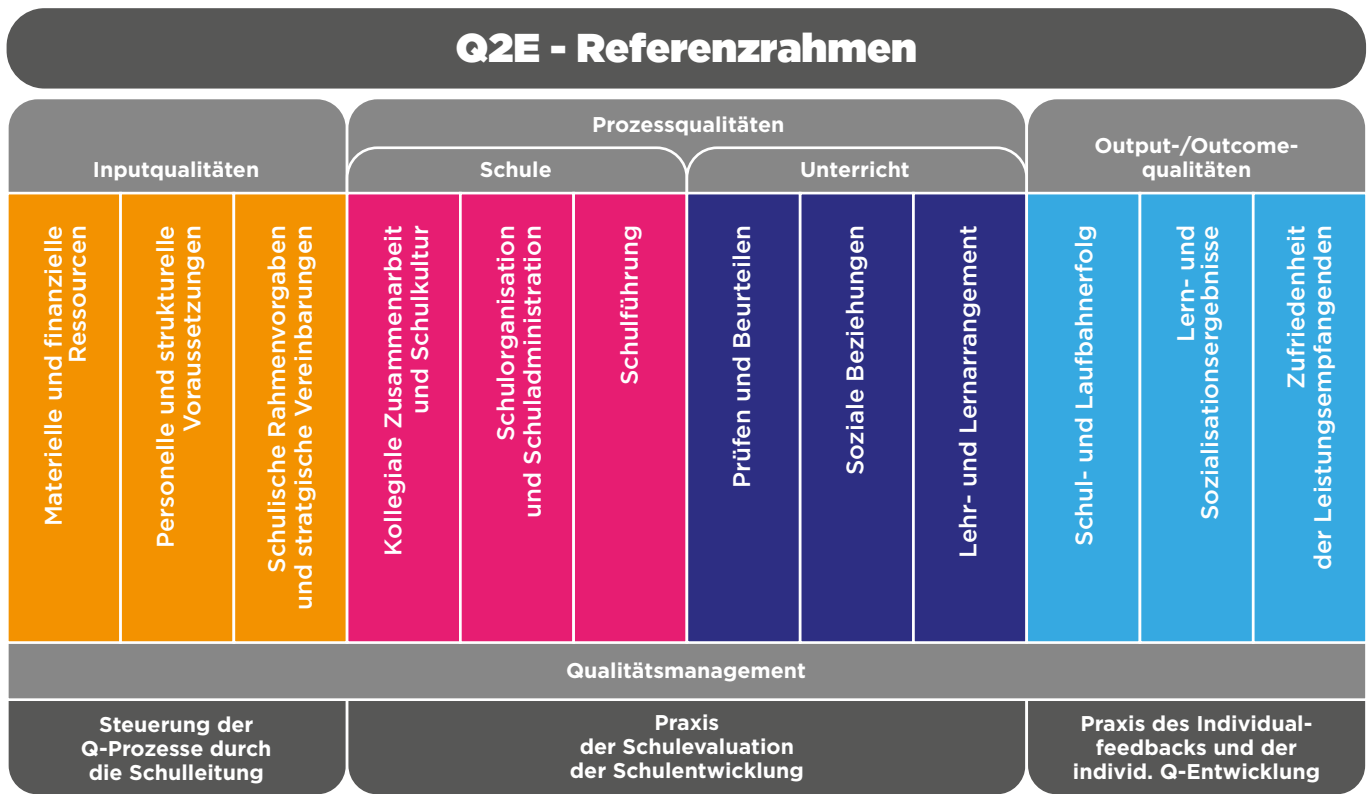 Q2E - Referenzrahmen
Inputqualitäten
Prozessqualitäten
Schule
Unterricht
Output-/Outcome-
qualitäten
Materielle und finanzielle
Ressourcen
Personelle und strukturelle
Voraussetzungen
Schulische Rahmenvorgaben
und stratgische Vereinbarungen
Kollegiale Zusammenarbeit
und Schulkultur
Schulorganisation
und Schuladministration
Schulführung
Prüfen und Beurteilen
Soziale Beziehungen
Lehr- und Lernarrangement
Schul- und Laufbahnerfolg
Lern- und
Sozialisationsergebnisse
Zufriedenheit
der Leistungsempfangenden
Qualitätsmanagement
Steuerung der
Q-Prozesse durch
die Schulleitung
Praxis
der Schulevaluation
der Schulentwicklung
Praxis des Individual-
feedbacks und der
individ. Q-Entwicklung